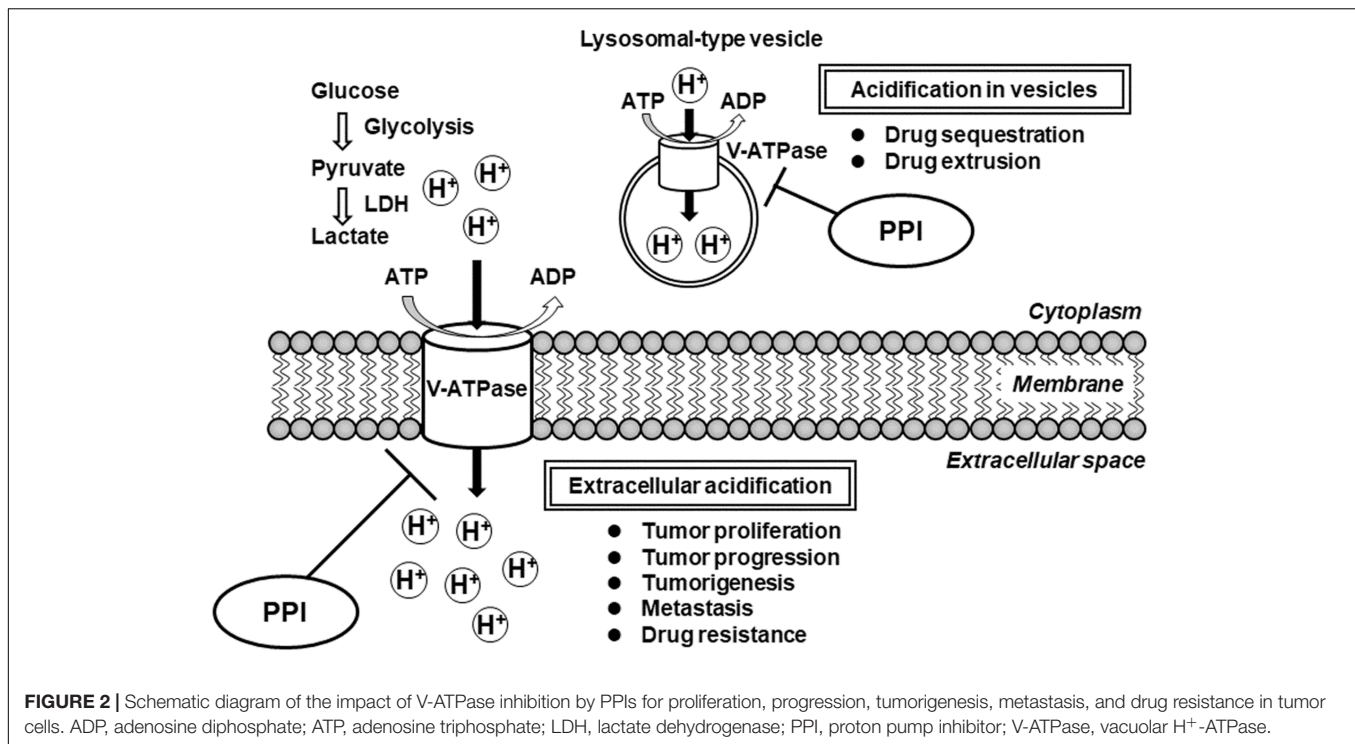 Lysosomal-type vesicle
H+
ATP
ADP
V-ATPase
H+ H+
Acidification in vesicles
● Drug sequestration
● Drug extrusion
PPI
Glucose
Glycolysis
Pyruvate
LDH
Lactate
H+
H+
H+
ATP
ADP
V-ATPase
Cytoplasm
Membrane
Extracellular space
Extracellular acidification
● Tumor proliferation
● Tumor progression
● Tumorigenesis
● Metastasis
● Drug resistance
H+
H+
H+
H+
H+
H+
PPI
FIGURE 2 | Schematic diagram of the impact of V-ATPase inhibition by PPIs for proliferation, progression, tumorigenesis, metastasis, and drug resistance in tumor
cells. ADP, adenosine diphosphate; ATP, adenosine triphosphate; LDH, lactate dehydrogenase; PPI, proton pump inhibitor; V-ATPase, vacuolar H+-ATPase.